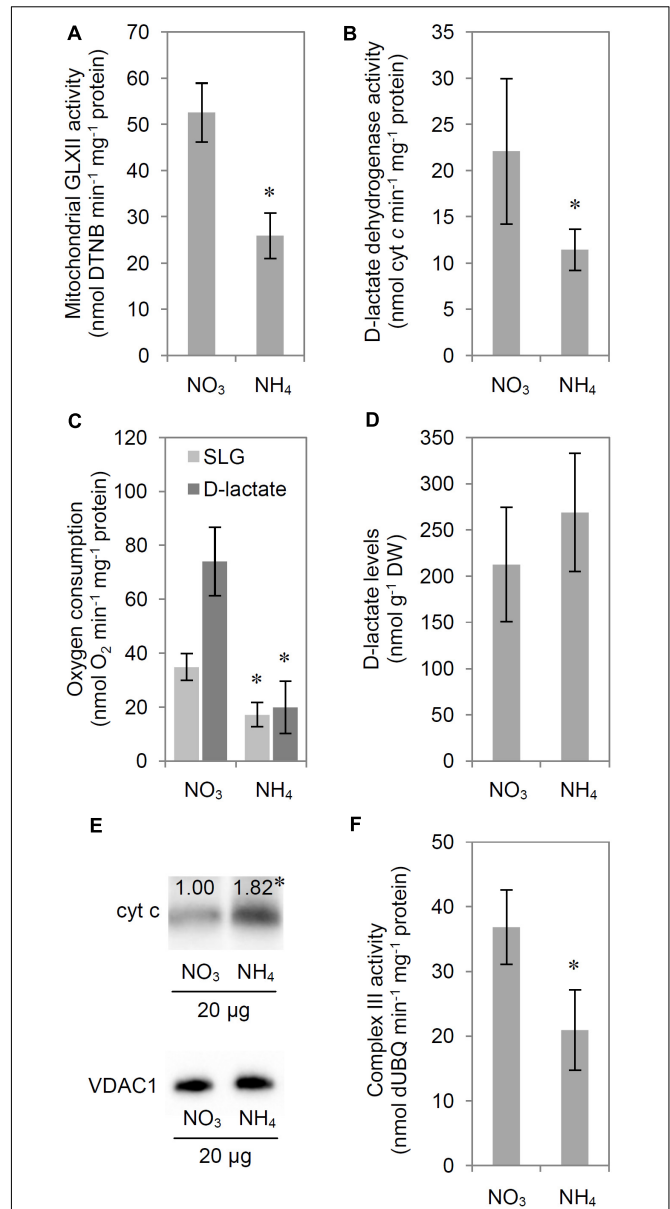 A
Mitochondrial GLXII activity
(nmol DTNB min-1 mg-1 protein)
70
60
50
40
30
20
10
0
*
NO3
NH4
B
D-lactate dehydrogenase activity
(nmol cyt c min-1 mg-1 protein)
35
30
25
20
15
10
5
0
*
NO3
NH4
C
Oxygen consumption
(nmol O2 min-1 mg-1 protein)
120
100
80
60
40
20
0
SLG
D-lactate
*
*
NO3
NH4
D
D-lactate levels
(nmol g-1 DW)
350
300
250
200
150
100
50
0
NO3
NH4
E
1.00
1.82*
cyt c
NO3 NH4
20 µg
VDAC1
NO3 NH4
20 µg
F
Complex III activity
(nmol dUBQ min-1 mg-1 protein)
50
40
30
20
10
0
*
NO3
NH4